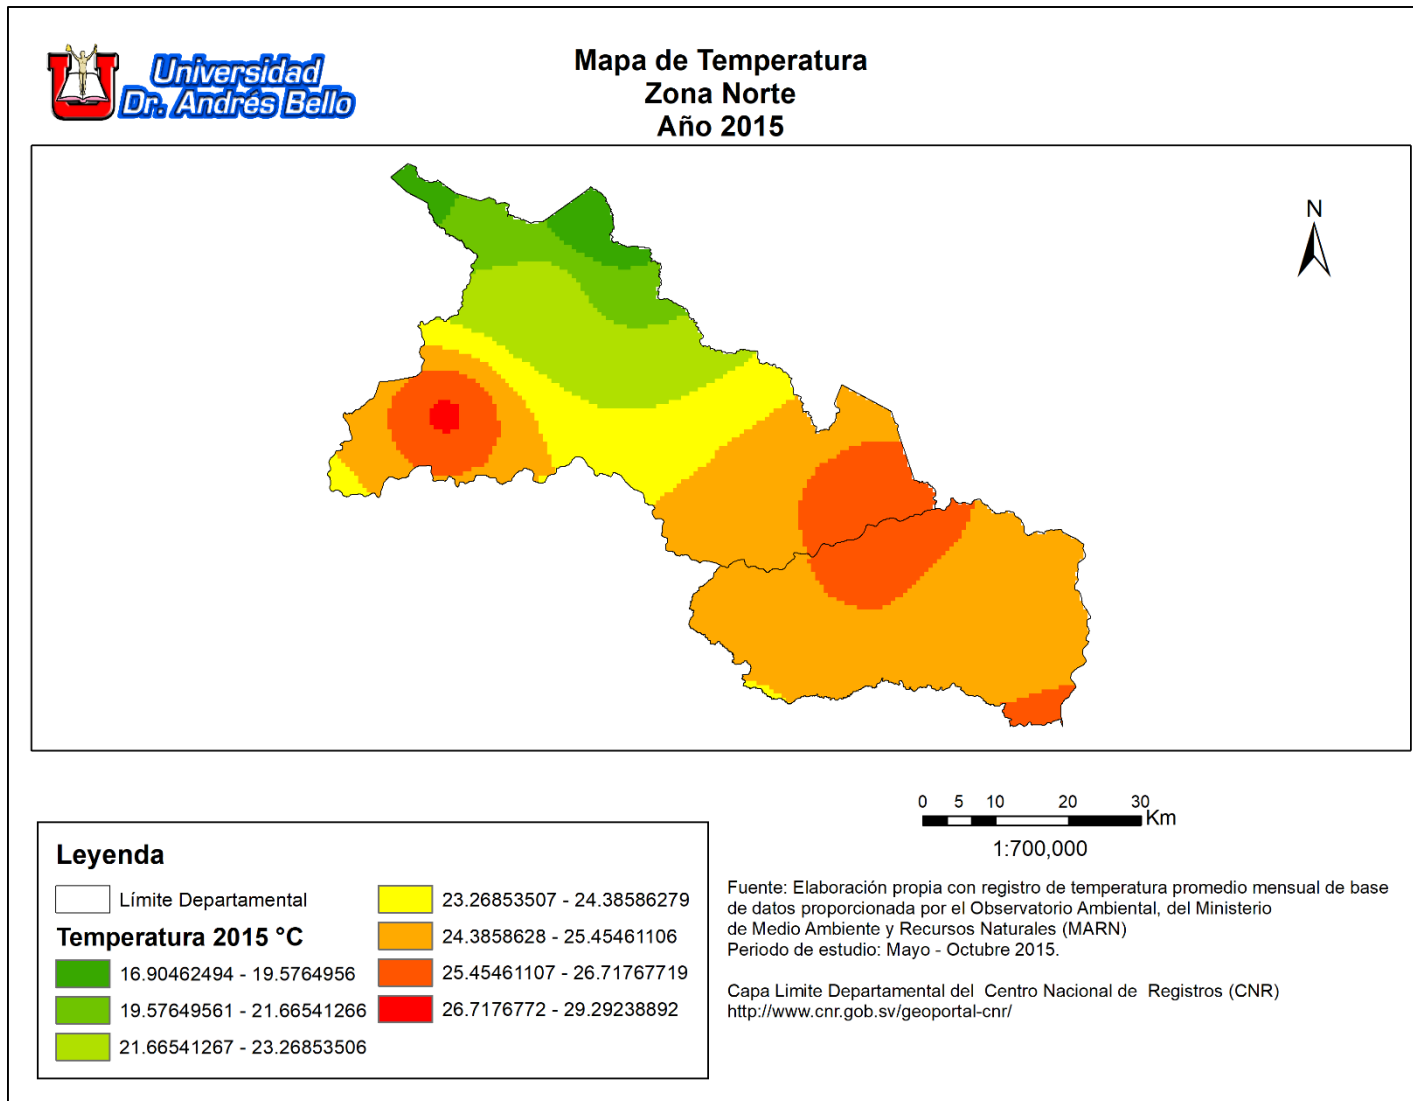 Universidad
Dr. Andrés Bello
Mapa de Temperatura
Zona Norte
Año 2015
N
0 5 10 20 30
Km
1:700,000
Leyenda
Límite Departamental
Temperatura 2015 °C
16.90462494 - 19.5764956
19.57649561 - 21.66541266
21.66541267 - 23.26853506
23.26853507 - 24.38586279
24.3858628 - 25.45461106
25.45461107 - 26.71767719
26.7176772 - 29.29238892
Fuente: Elaboración propia con registro de temperatura promedio mensual de base
de datos proporcionada por el Observatorio Ambiental, del Ministerio
de Medio Ambiente y Recursos Naturales (MARN)
Periodo de estudio: Mayo - Octubre 2015.
Capa Limite Departamental del Centro Nacional de Registros (CNR)
http://www.cnr.gob.sv/geoportal-cnr/